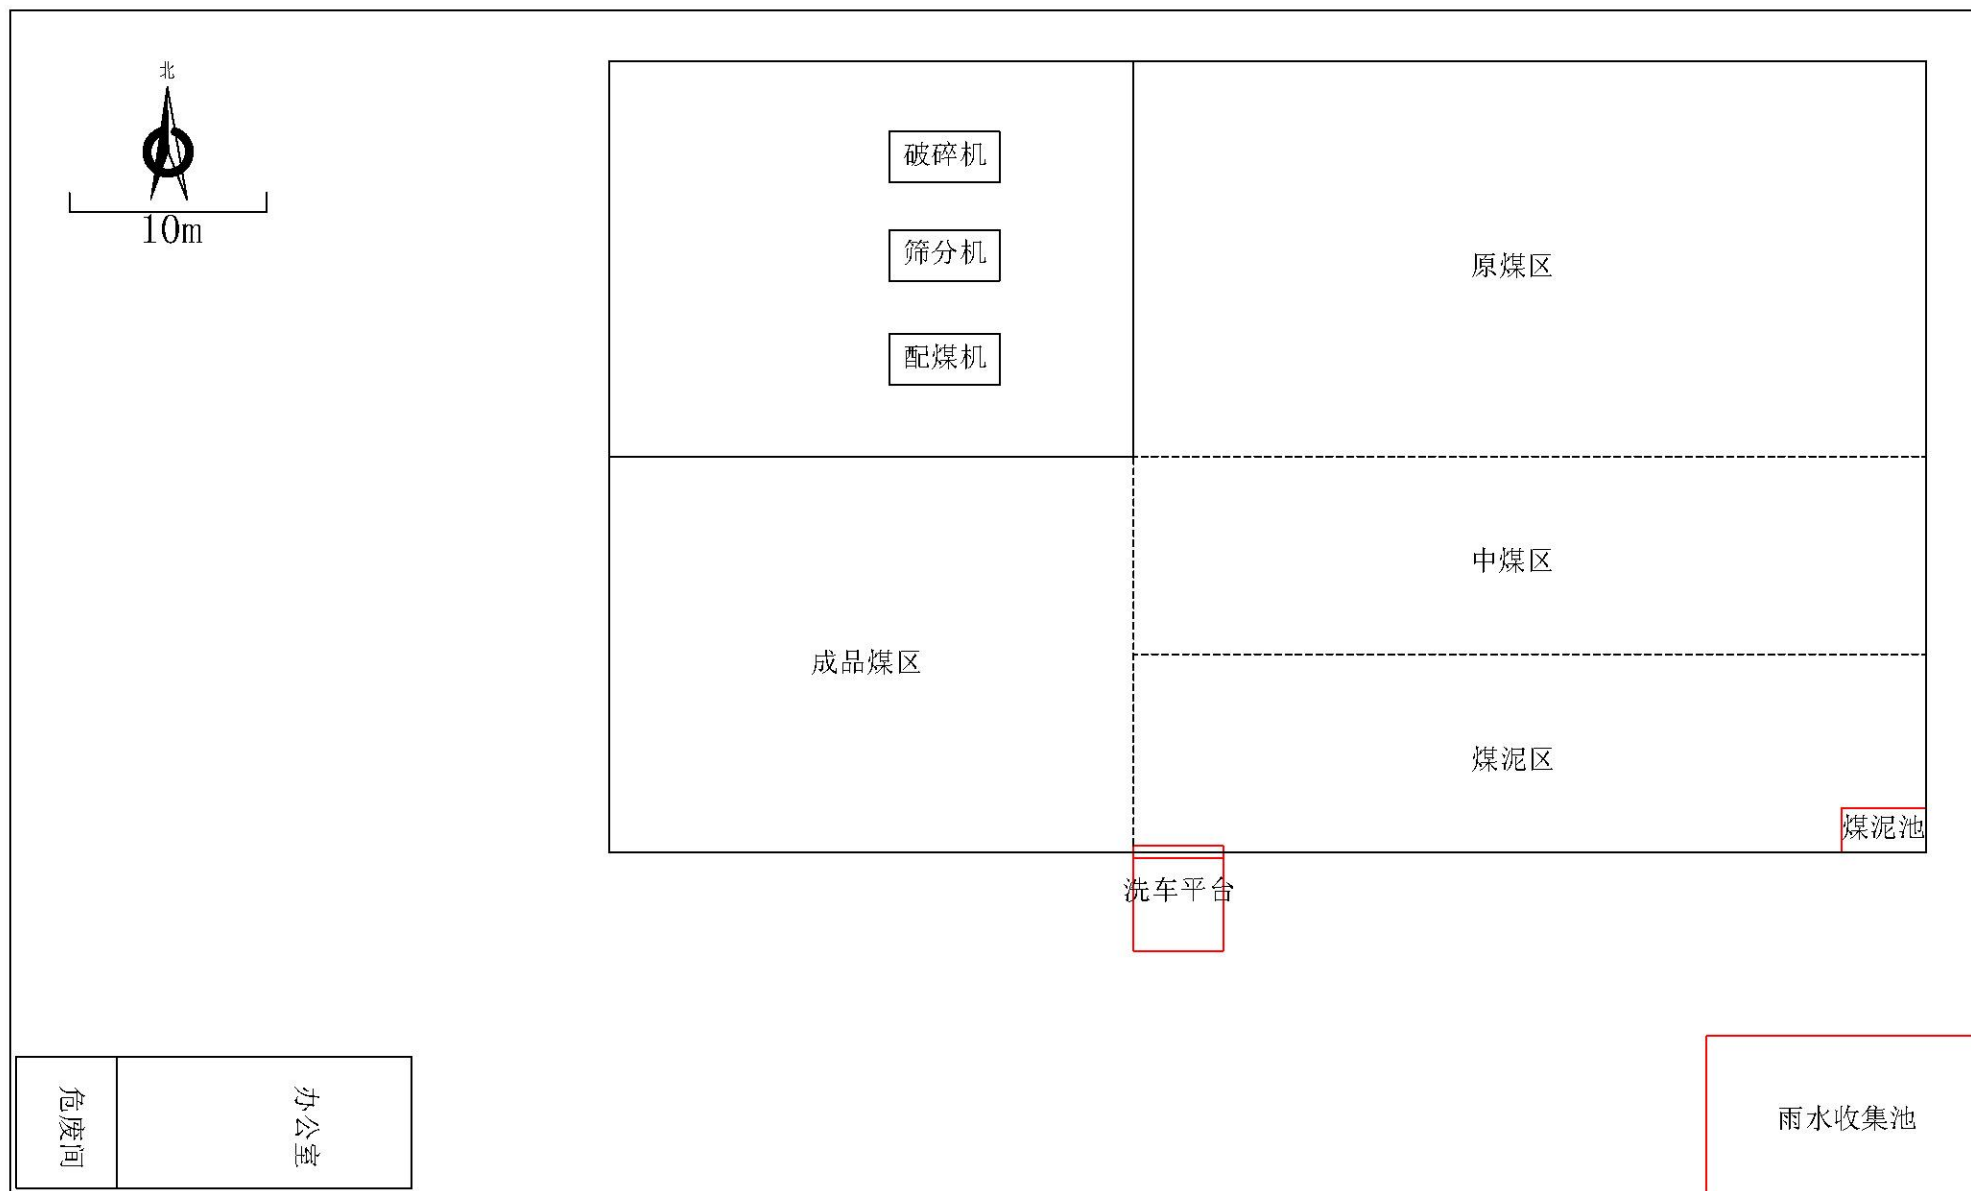 北
10m
破碎机
筛分机
配煤机
原煤区
中煤区
成品煤区
煤泥区
煤泥池
洗车平台
危废间
办公室
雨水收集池